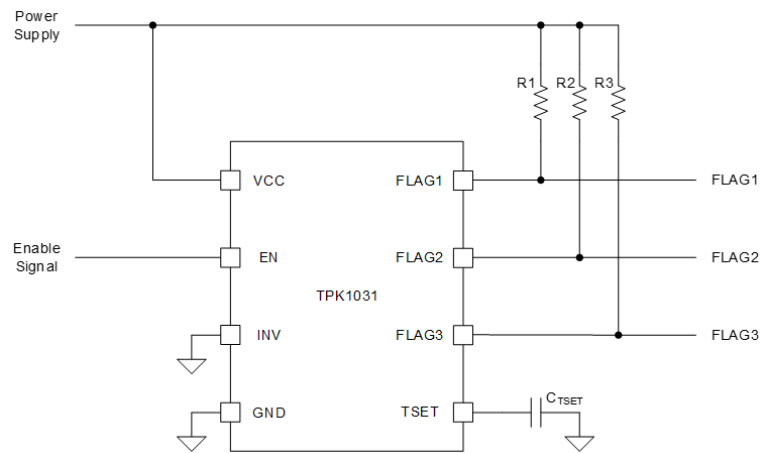 Power
Supply
R1
R2
R3
VCC
FLAG1
FLAG1
Enable
Signal
EN
FLAG2
FLAG2
TPK1031
INV
FLAG3
FLAG3
GND
TSET
CTSET